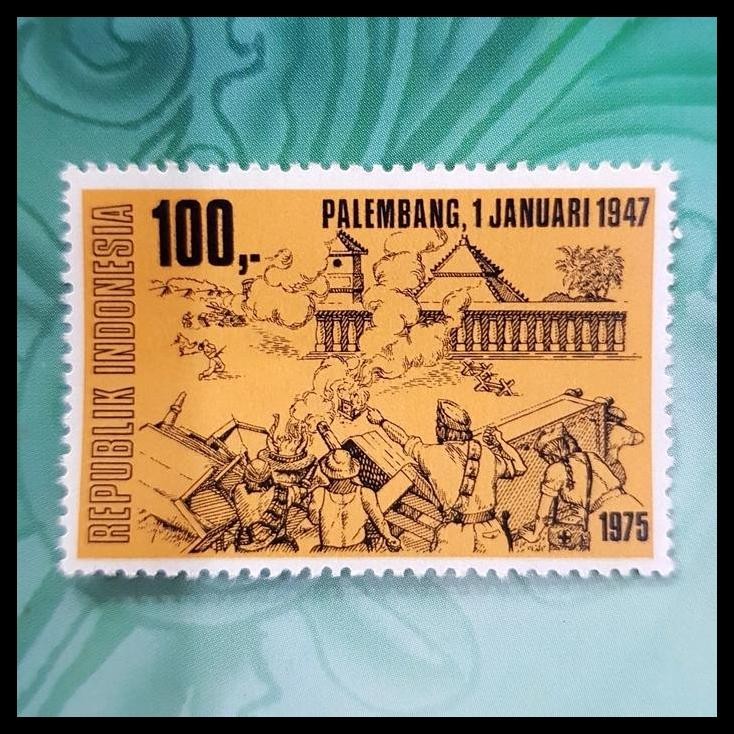 100,-
PALEMBANG, 1 JANUARI 1947
REPUBLIK INDONESIA
1975